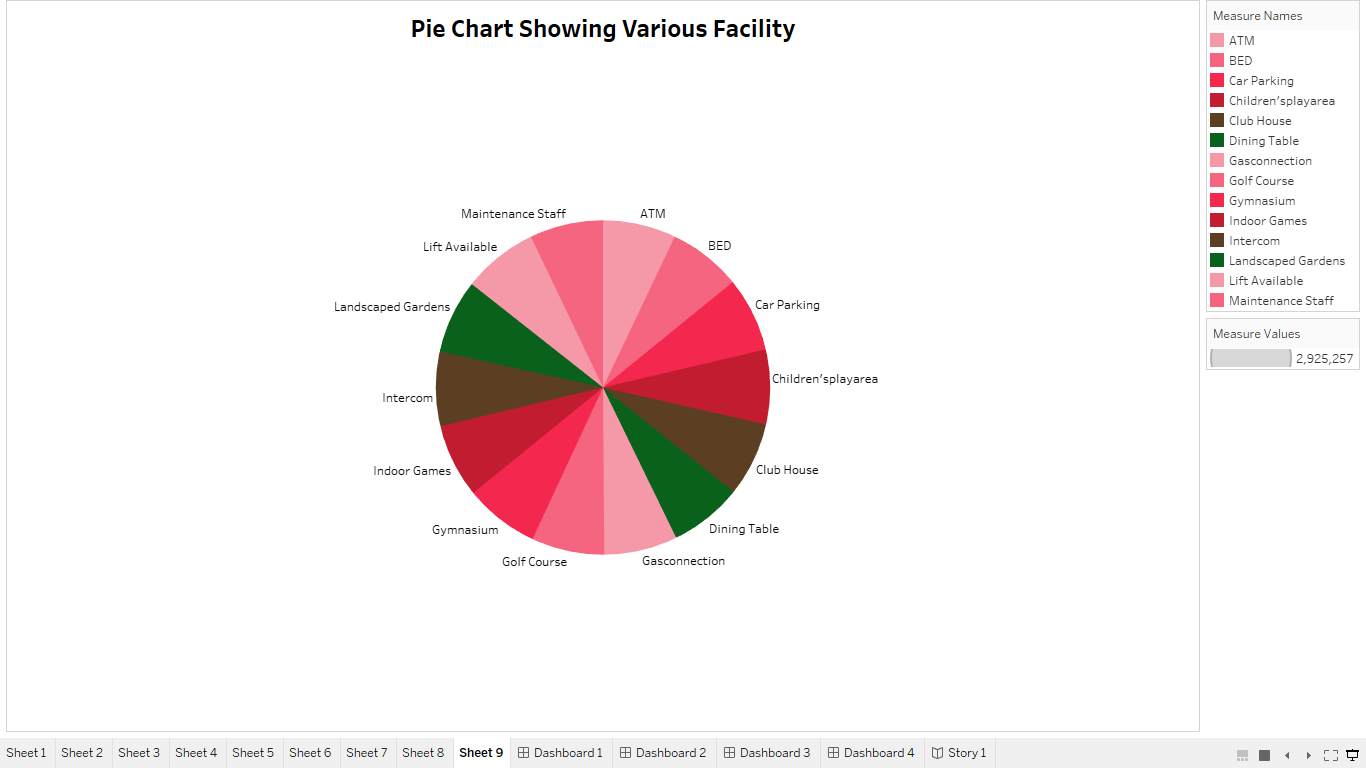 Pie Chart Showing Various Facility
Maintenance Staff
ATM
Lift Available
BED
Landscaped Gardens
Car Parking
Children'splayarea
Intercom
Indoor Games
Club House
Gymnasium
Dining Table
Golf Course
Gasconnection
Measure Names
ATM
BED
Car Parking
Children'splayarea
Club House
Dining Table
Gasconnection
Golf Course
Gymnasium
Indoor Games
Intercom
Landscaped Gardens
Lift Available
Maintenance Staff
Measure Values
2,925,257
Sheet 1 Sheet 2 Sheet 3 Sheet 4 Sheet 5 Sheet 6 Sheet 7 Sheet 8 Sheet 9 Dashboard 1 Dashboard 2 Dashboard 3 Dashboard 4 Story 1